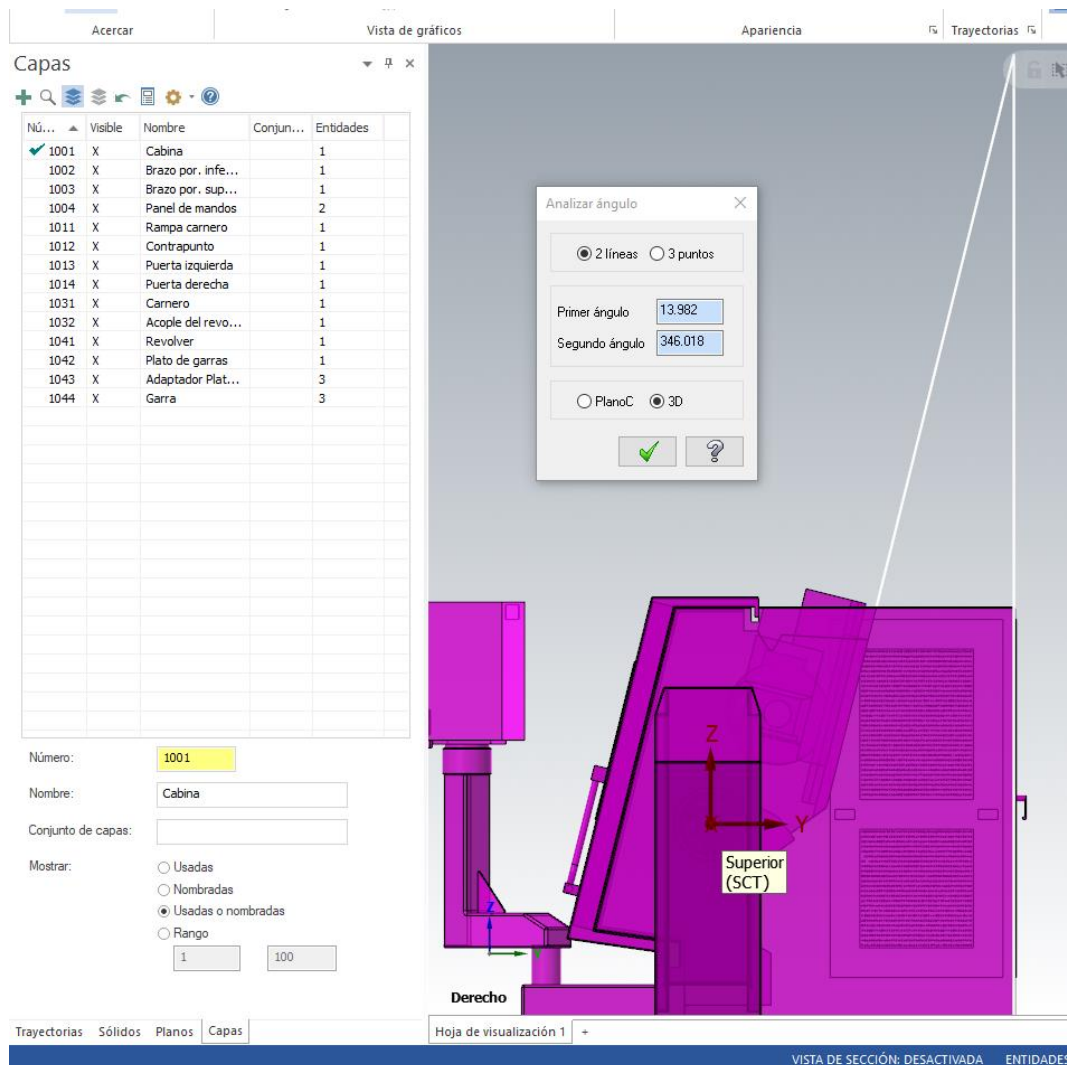 Acercar
Vista de gráficos
Apariencia
Trayectorias
Capas
Nú... Visible Nombre Conjun... Entidades
1001 X Cabina 1
1002 X Brazo por. infe... 1
1003 X Brazo por. sup... 1
1004 X Panel de mandos 2
1011 X Rampa carnero 1
1012 X Contrapunto 1
1013 X Puerta izquierda 1
1014 X Puerta derecha 1
1031 X Carnero 1
1032 X Acople del revo... 1
1041 X Revolver 1
1042 X Plato de garras 1
1043 X Adaptador Plat... 3
1044 X Garra 3
Número: 1001
Nombre: Cabina
Conjunto de capas:
Mostrar: Usadas
Nombradas
Usadas o nombradas
Rango
1 100
Trayectorias Sólidos Planos Capas
Analizar ángulo
2 líneas 3 puntos
Primer ángulo 13.982
Segundo ángulo 346.018
PlanoC 3D
Z
Y
Superior
(SCT)
Z
Y
Derecho
Hoja de visualización 1 +
VISTA DE SECCIÓN: DESACTIVADA ENTIDADES